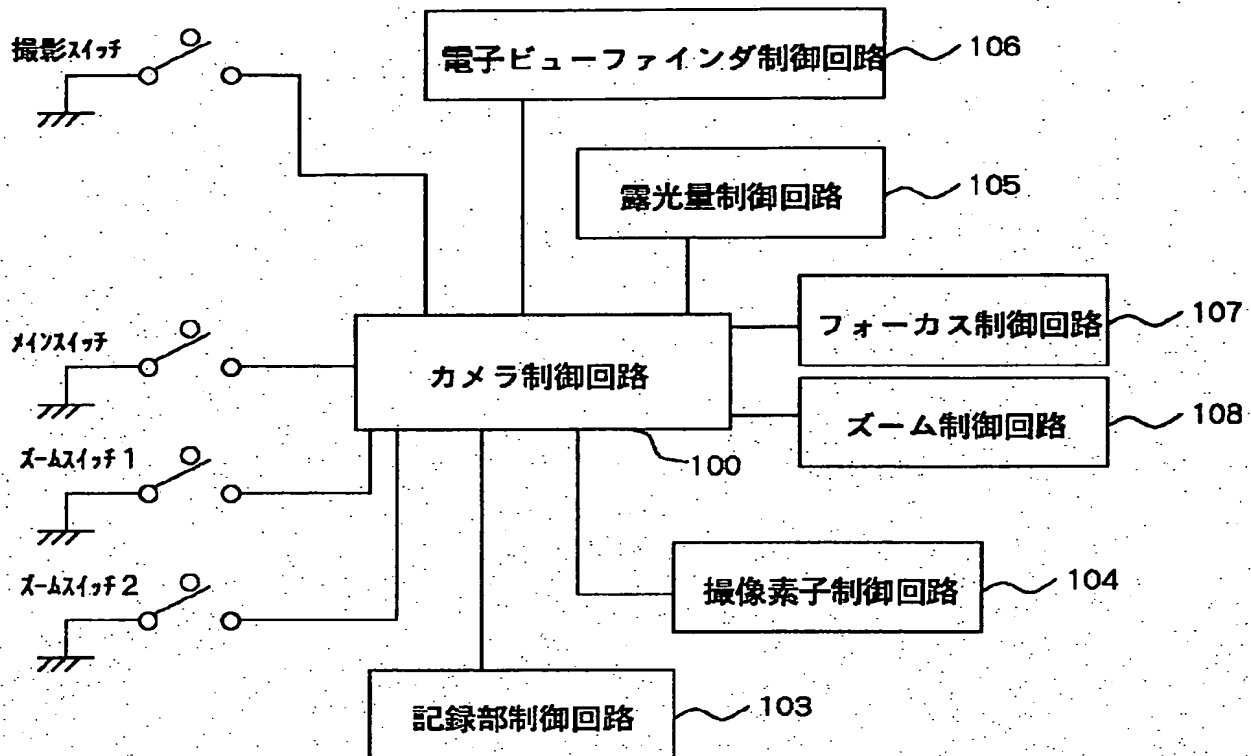 撮影スイッチ
電子ビューファインダ制御回路
106
露光量制御回路
105
メインスイッチ
カメラ制御回路
フォーカス制御回路
107
ズーム制御回路
108
100
ズームスイッチ1
ズームスイッチ2
撮像素子制御回路
104
記録部制御回路
103